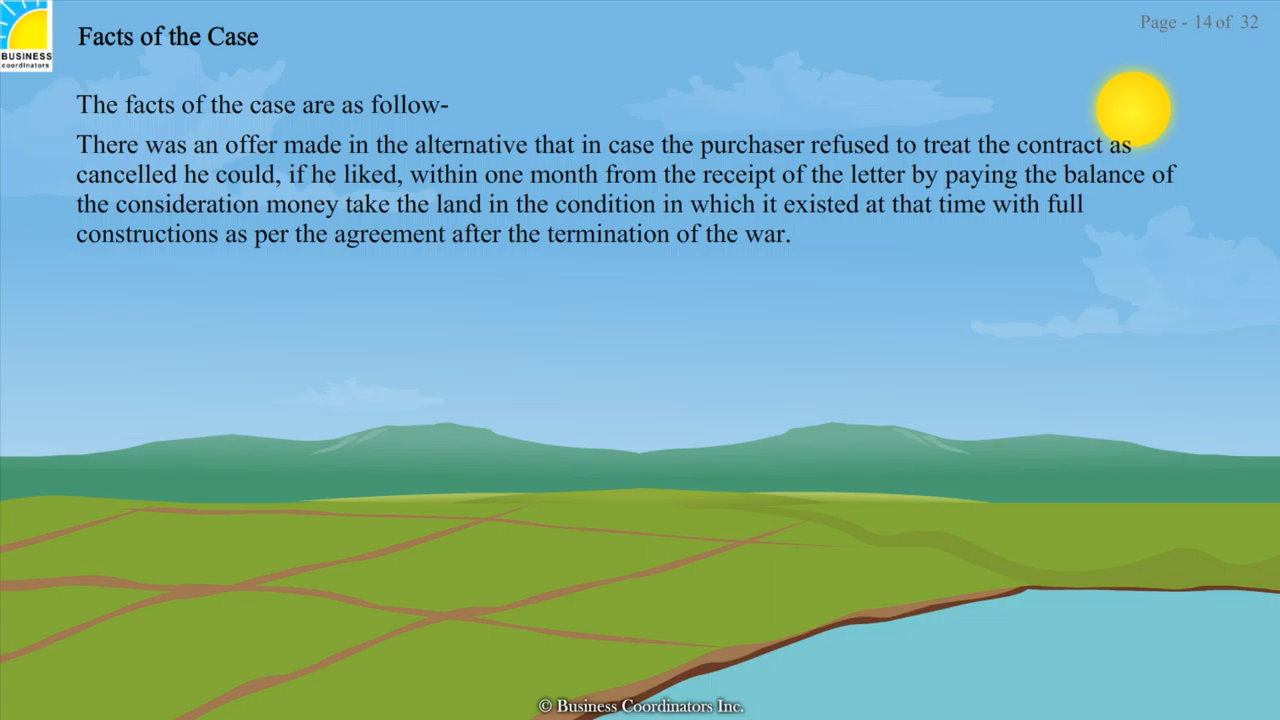 BUSINESS
coordinators
Facts of the Case
Page - 14 of 32
The facts of the case are as follow-
There was an offer made in the alternative that in case the purchaser refused to treat the contract as
cancelled he could, if he liked, within one month from the receipt of the letter by paying the balance of
the consideration money take the land in the condition in which it existed at that time with full
constructions as per the agreement after the termination of the war.
© Business Coordinators Inc.